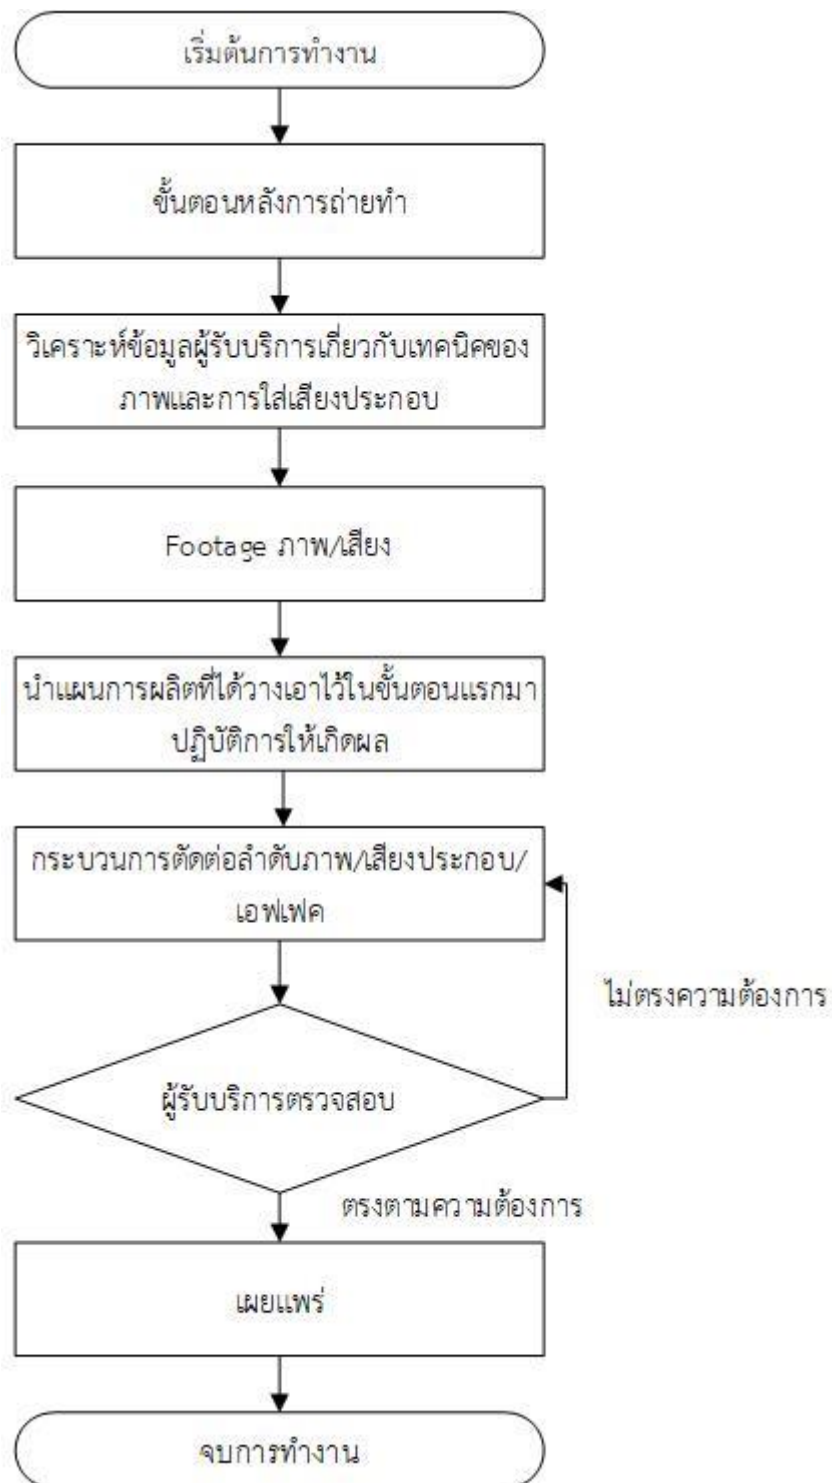 เริ่มต้นการทำงาน
ขั้นตอนหลังการถ่ายทำ
วิเคราะห์ข้อมูลผู้รับบริการเกี่ยวกับเทคนิคของ
ภาพและการใส่เสียงประกอบ
Footage ภาพ/เสียง
นำแผนการผลิตที่ได้วางเอาไว้ในขั้นตอนแรกมา
ปฏิบัติการให้เกิดผล
กระบวนการตัดต่อลำดับภาพ/เสียงประกอบ/
เอฟเฟค
ไม่ตรงความต้องการ
ผู้รับบริการตรวจสอบ
ตรงตามความต้องการ
เผยแพร่
จบการทำงาน